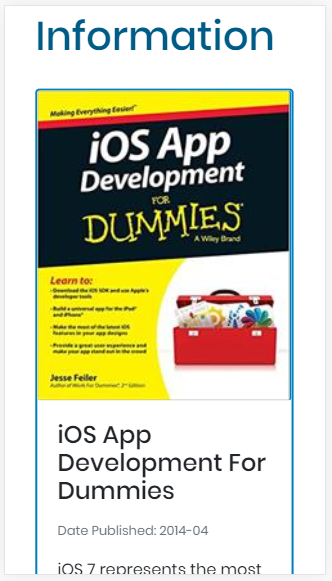 Information
Making Everything Easier!™
iOS App
Development
FOR
DUMMIES
A Wiley Brand
Learn to:
• Download the iOS SDK and use Apple's
developer tools
• Build a universal app for the iPad®
and iPhone®
• Make the most of the latest iOS
features in your app designs
• Provide a great user experience and
make your app stand out in the crowd
Jesse Feiler
Author of iWork For Dummies®, 2nd Edition
iOS App
Development For
Dummies
Date Published: 2014-04
iOS 7 represents the most